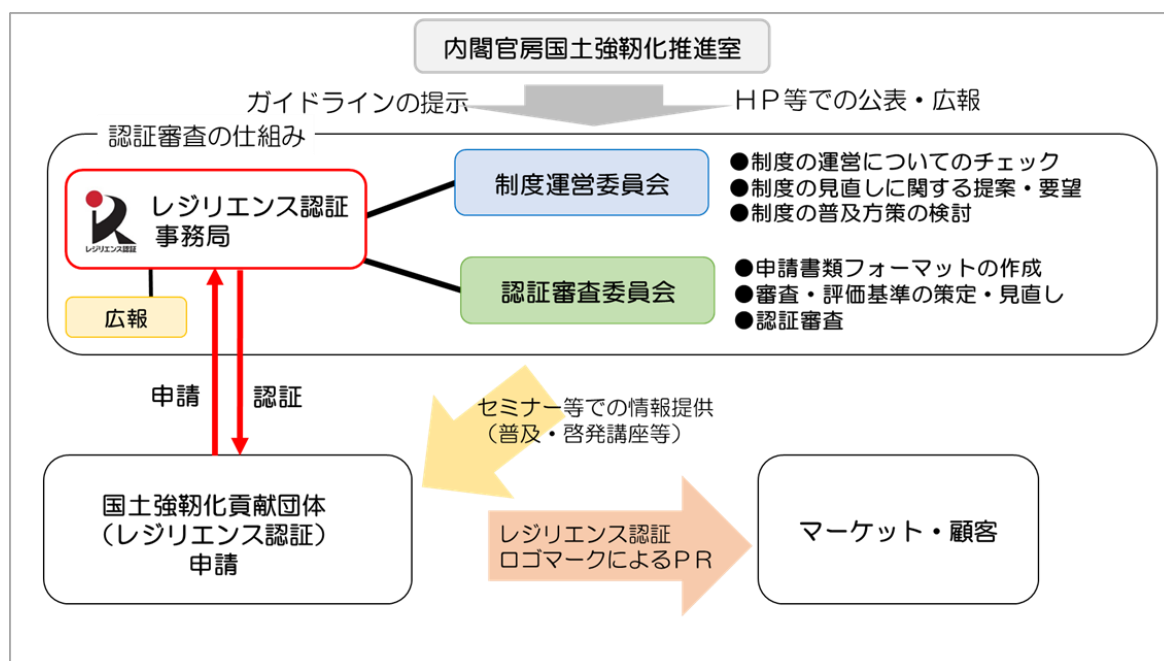 内閣官房国土強靭化推進室
ガイドラインの提示
ＨＰ等での公表・広報
認証審査の仕組み
レジリエンス認証
レジリエンス認証
事務局
広報
制度運営委員会
●制度の運営についてのチェック
●制度の見直しに関する提案・要望
●制度の普及方策の検討
認証審査委員会
●申請書類フォーマットの作成
●審査・評価基準の策定・見直し
●認証審査
申請
認証
セミナー等での情報提供
（普及・啓発講座等）
国土強靭化貢献団体
（レジリエンス認証）
申請
レジリエンス認証
ロゴマークによるＰＲ
マーケット・顧客